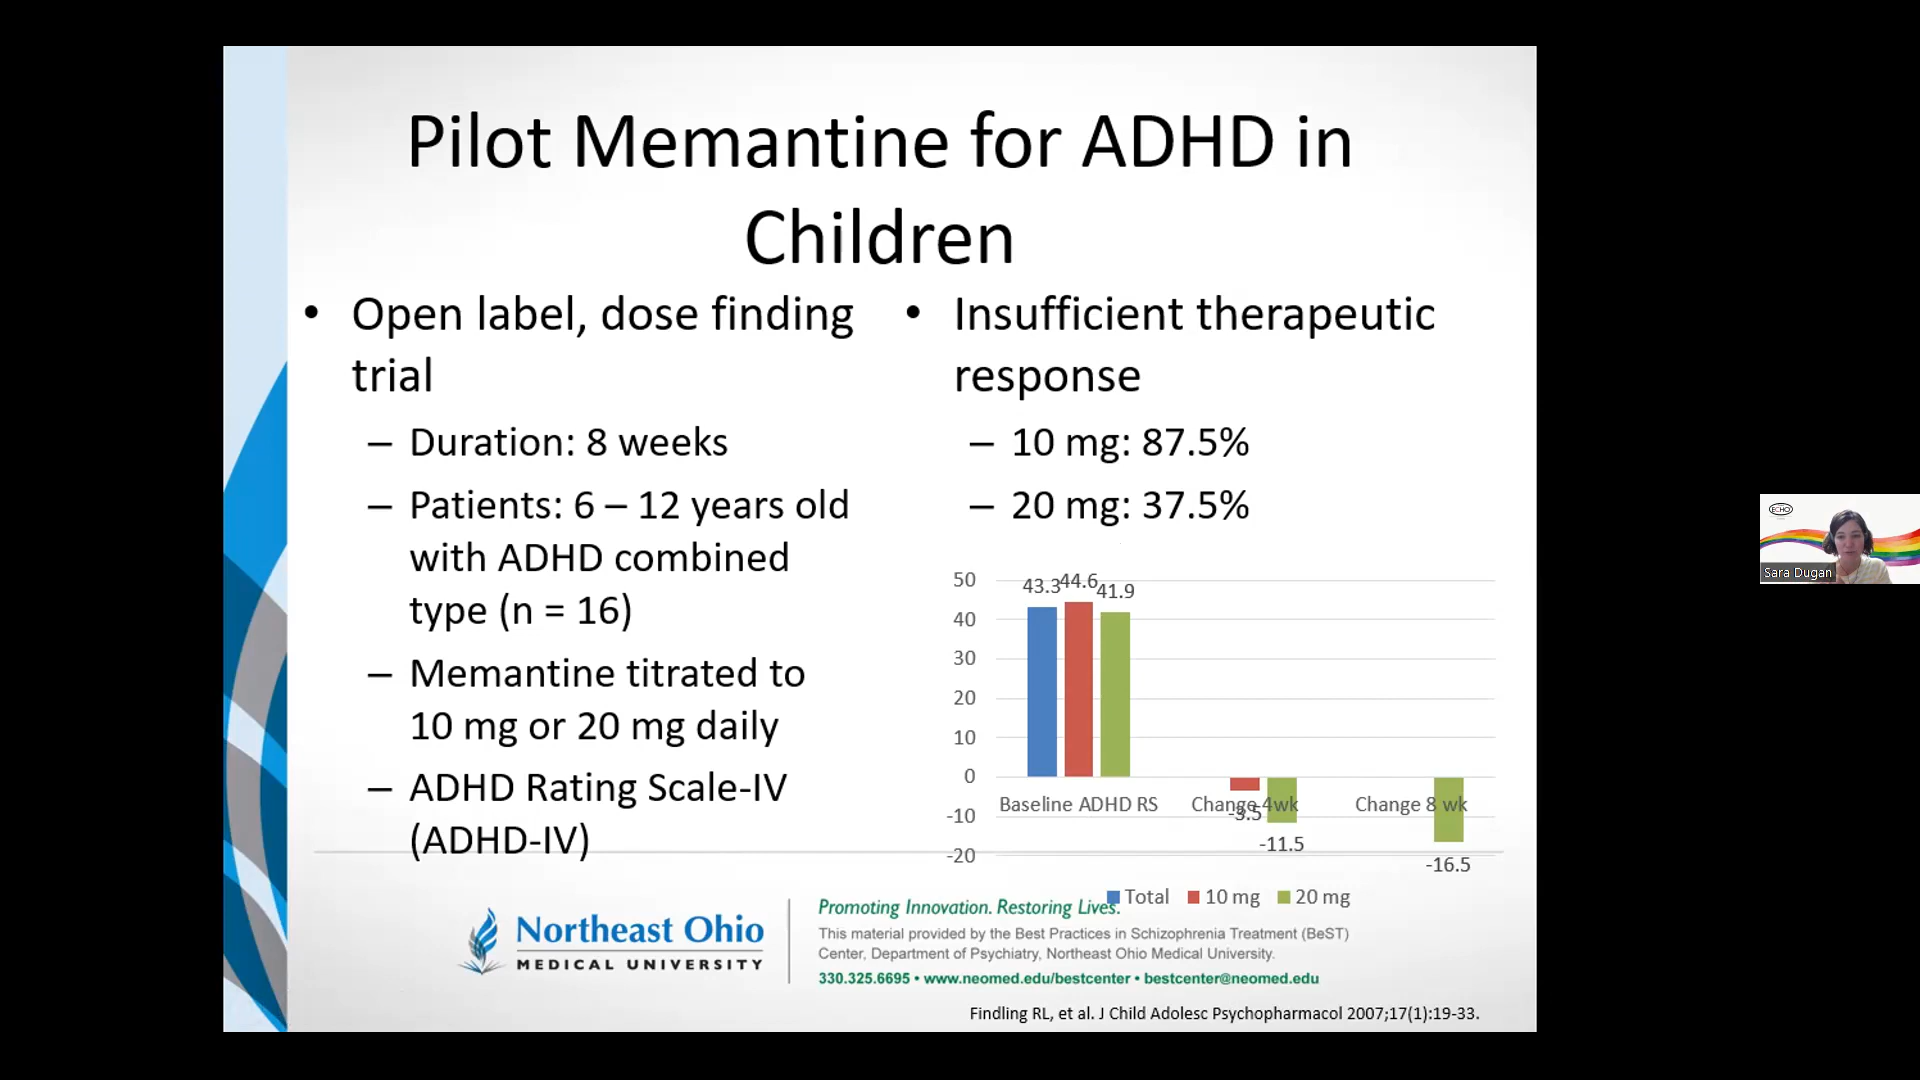 Pilot Memantine for ADHD in
Children
• Open label, dose finding
trial
– Duration: 8 weeks
– Patients: 6 – 12 years old
with ADHD combined
type (n = 16)
– Memantine titrated to
10 mg or 20 mg daily
– ADHD Rating Scale-IV
(ADHD-IV)
• Insufficient therapeutic
response
– 10 mg: 87.5%
– 20 mg: 37.5%
50
40
30
20
10
0
-10
-20
43.3
44.6
41.9
Baseline ADHD RS
Change 4wk
Change 8 wk
-3.5
-11.5
-16.5
Total
10 mg
20 mg
Northeast Ohio
MEDICAL UNIVERSITY
Promoting Innovation. Restoring Lives.
This material provided by the Best Practices in Schizophrenia Treatment (BeST)
Center, Department of Psychiatry, Northeast Ohio Medical University.
330.325.6695 • www.neomed.edu/bestcenter • bestcenter@neomed.edu
Findling RL, et al. J Child Adolesc Psychopharmacol 2007;17(1):19-33.
ECHO
Sara Dugan